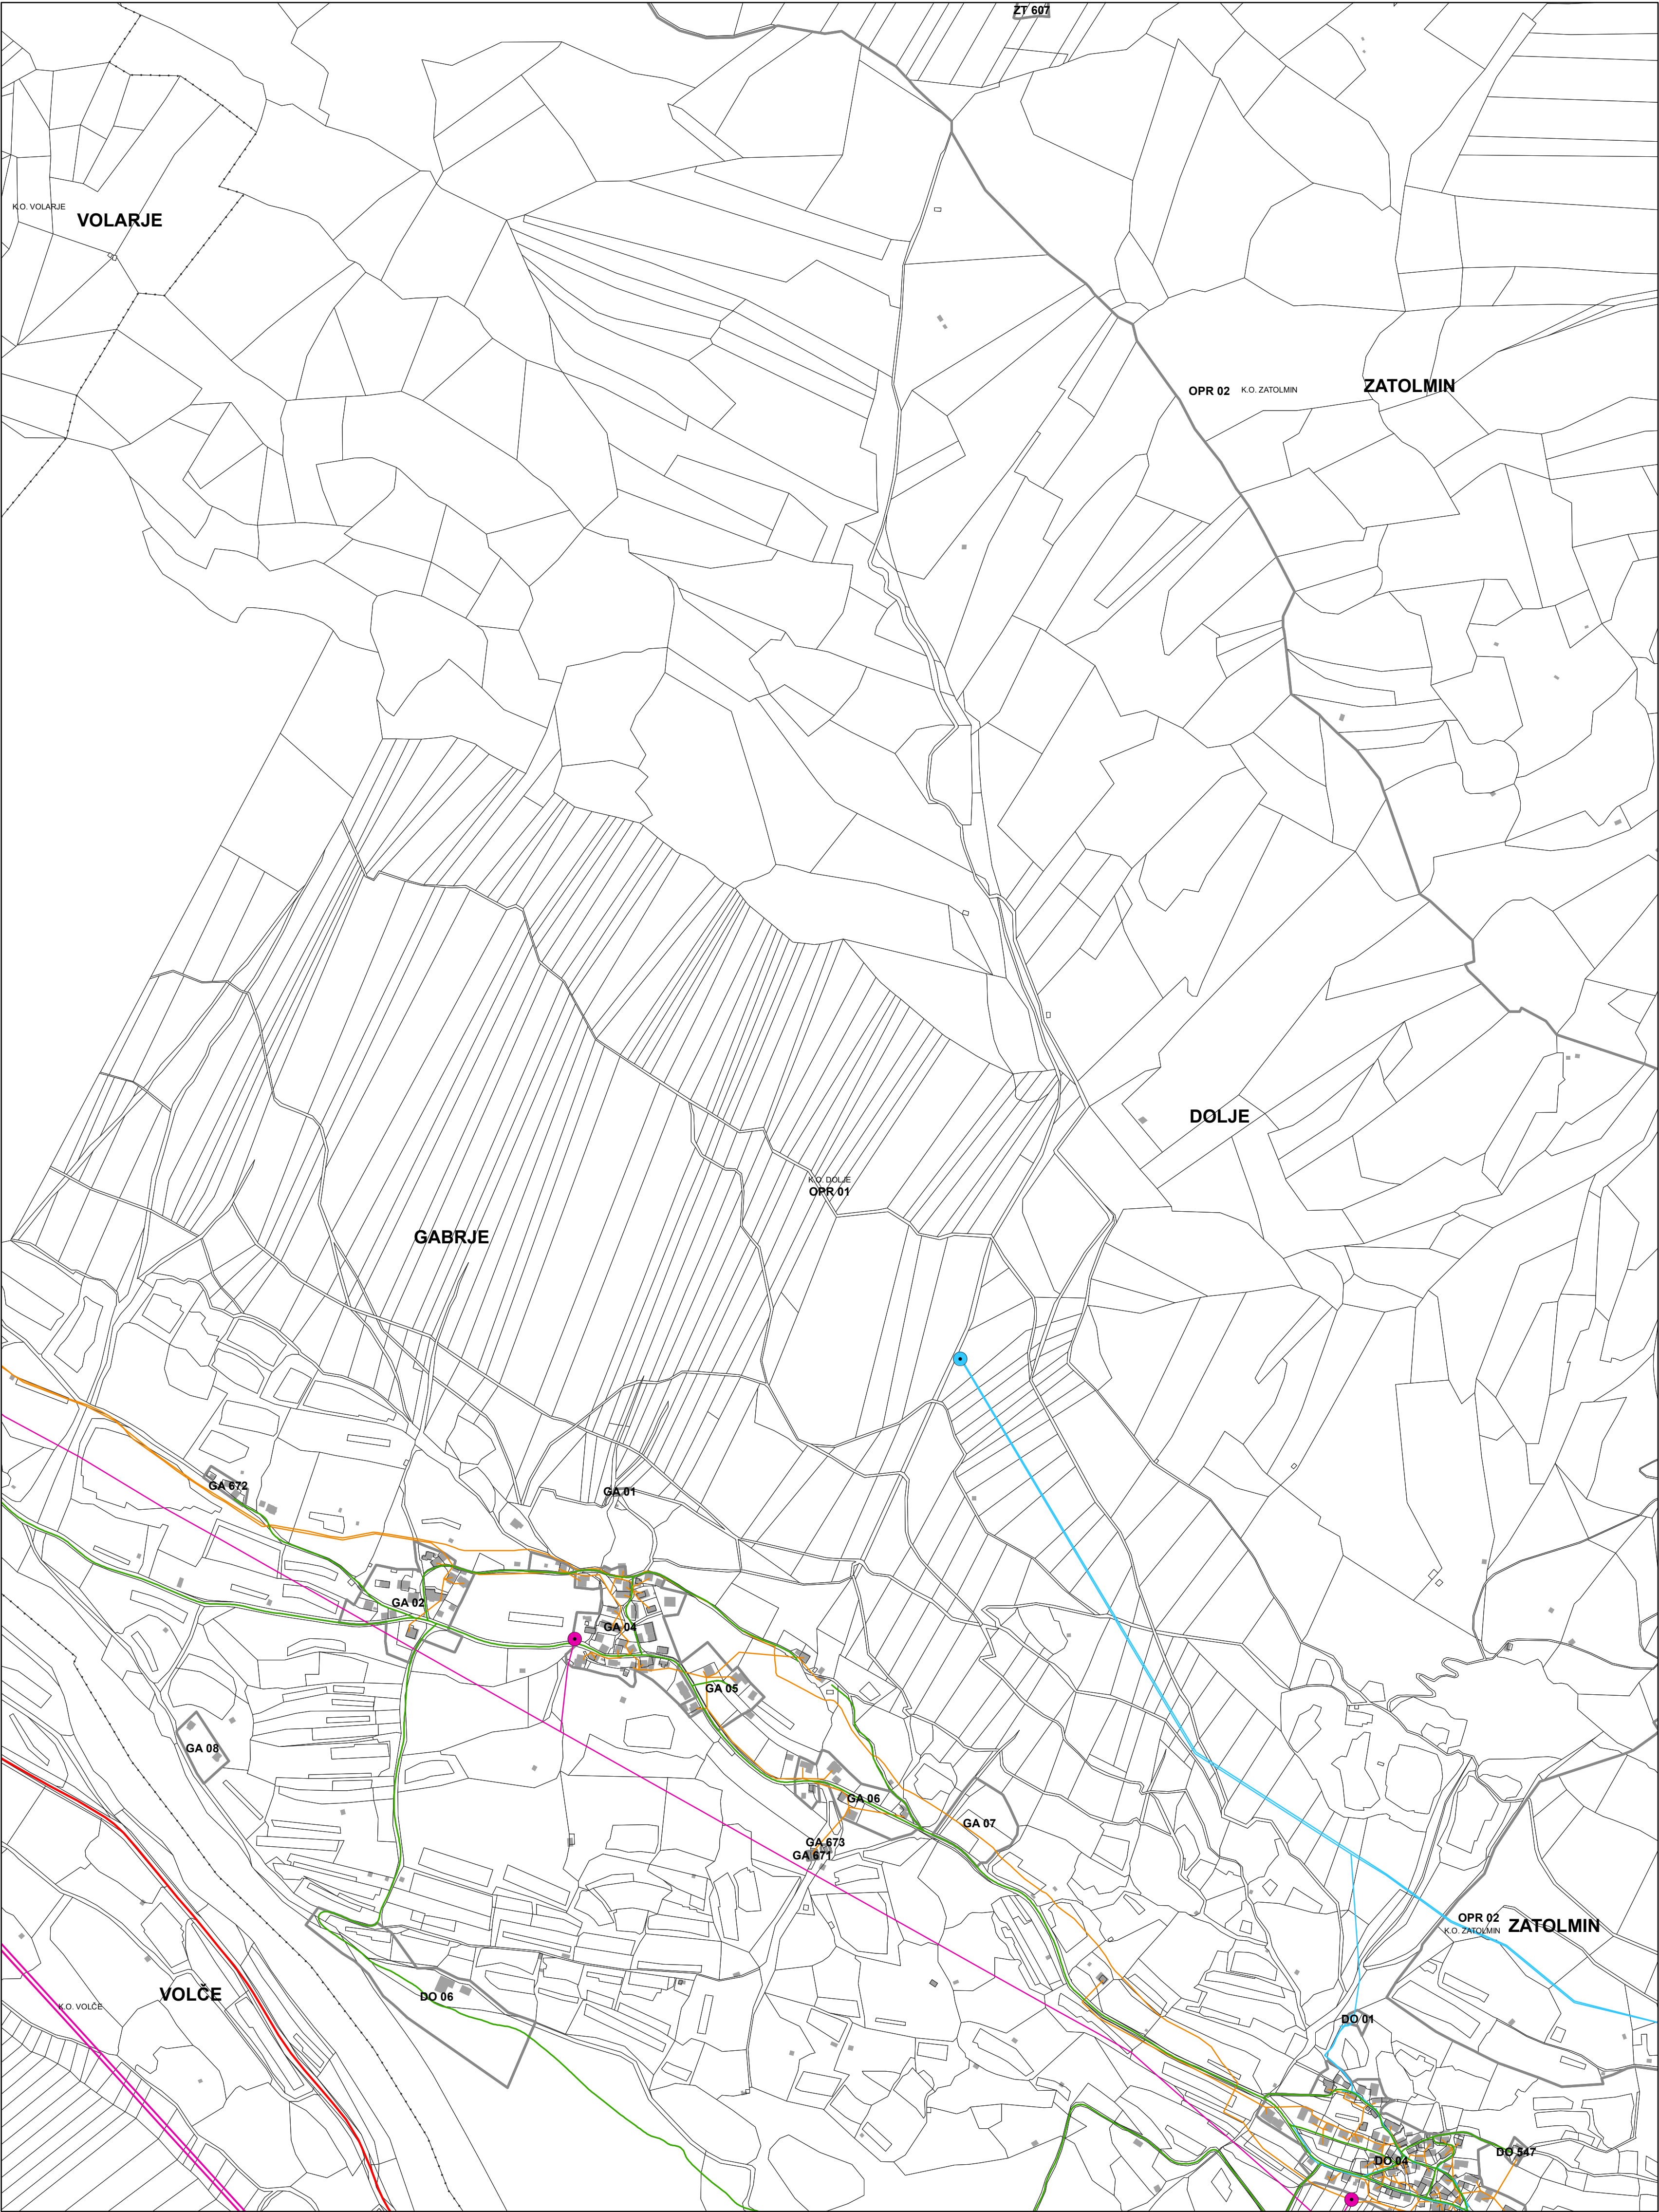 ZT 607
K.O. VOLARJE
VOLARJE
OPR 02
K.O. ZATOLMIN
ZATOLMIN
DOLJE
K.O. DOLJE
OPR 01
GABRJE
GA 672
GA 01
GA 02
GA 04
GA 05
GA 08
GA 06
GA 07
GA 673
GA 671
OPR 02
K.O. ZATOLMIN
ZATOLMIN
VOLČE
K.O. VOLČE
DO 06
DO 01
DO 547
DO 04